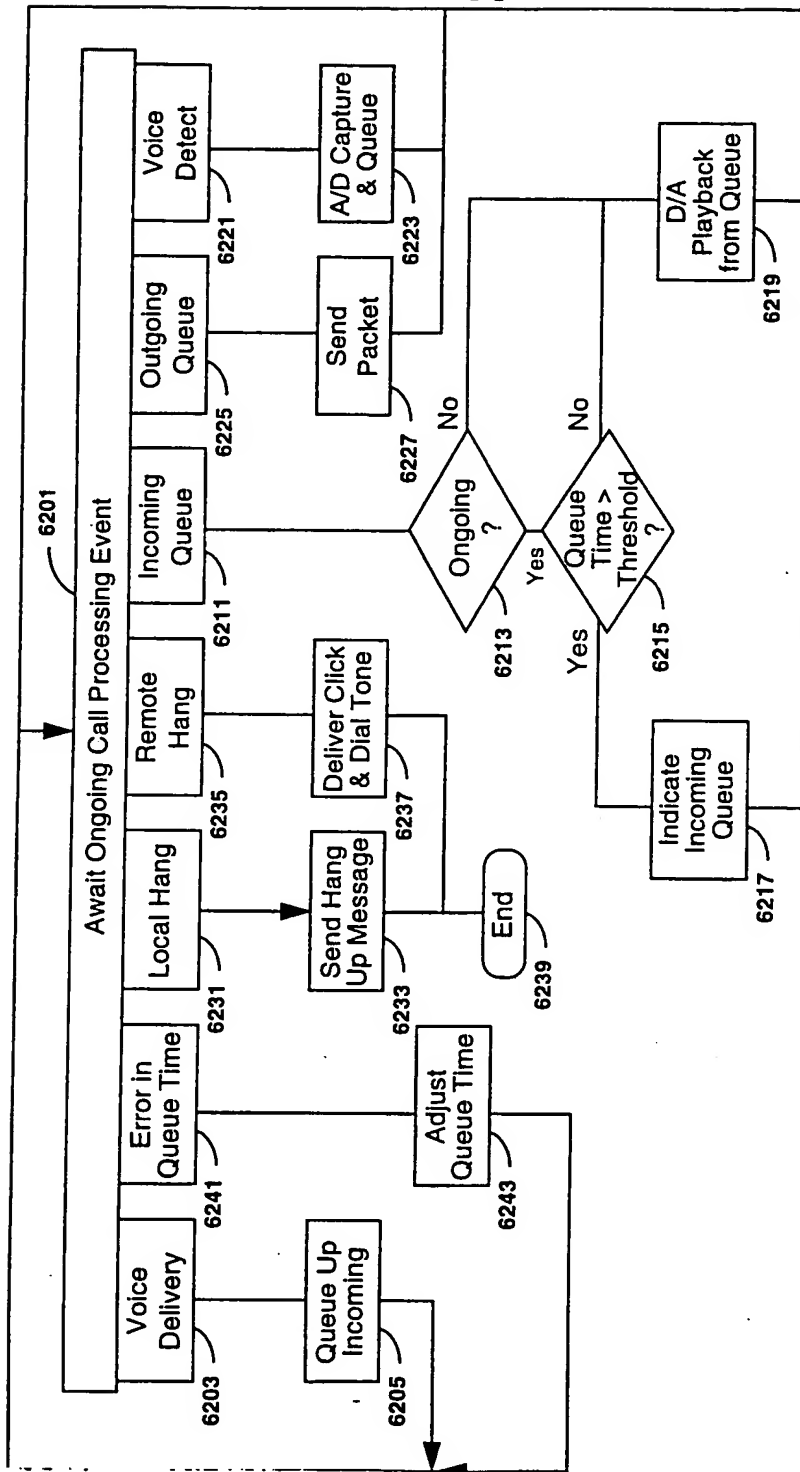 6201
Await Ongoing Call Processing Event
Voice
Delivery
6203
Queue Up
Incoming
6205
Error in
Queue Time
6241
Adjust
Queue Time
6243
Local Hang
6231
Send Hang
Up Message
6233
End
6239
Remote
Hang
6235
Deliver Click
& Dial Tone
6237
Incoming
Queue
6211
Ongoing
?
6213
No
Yes
Queue
Time >
Threshold
?
6215
Yes
No
Indicate
Incoming
Queue
6217
Outgoing
Queue
6225
Send
Packet
6227
Voice
Detect
6221
A/D Capture
& Queue
6223
D/A
Playback
from Queue
6219